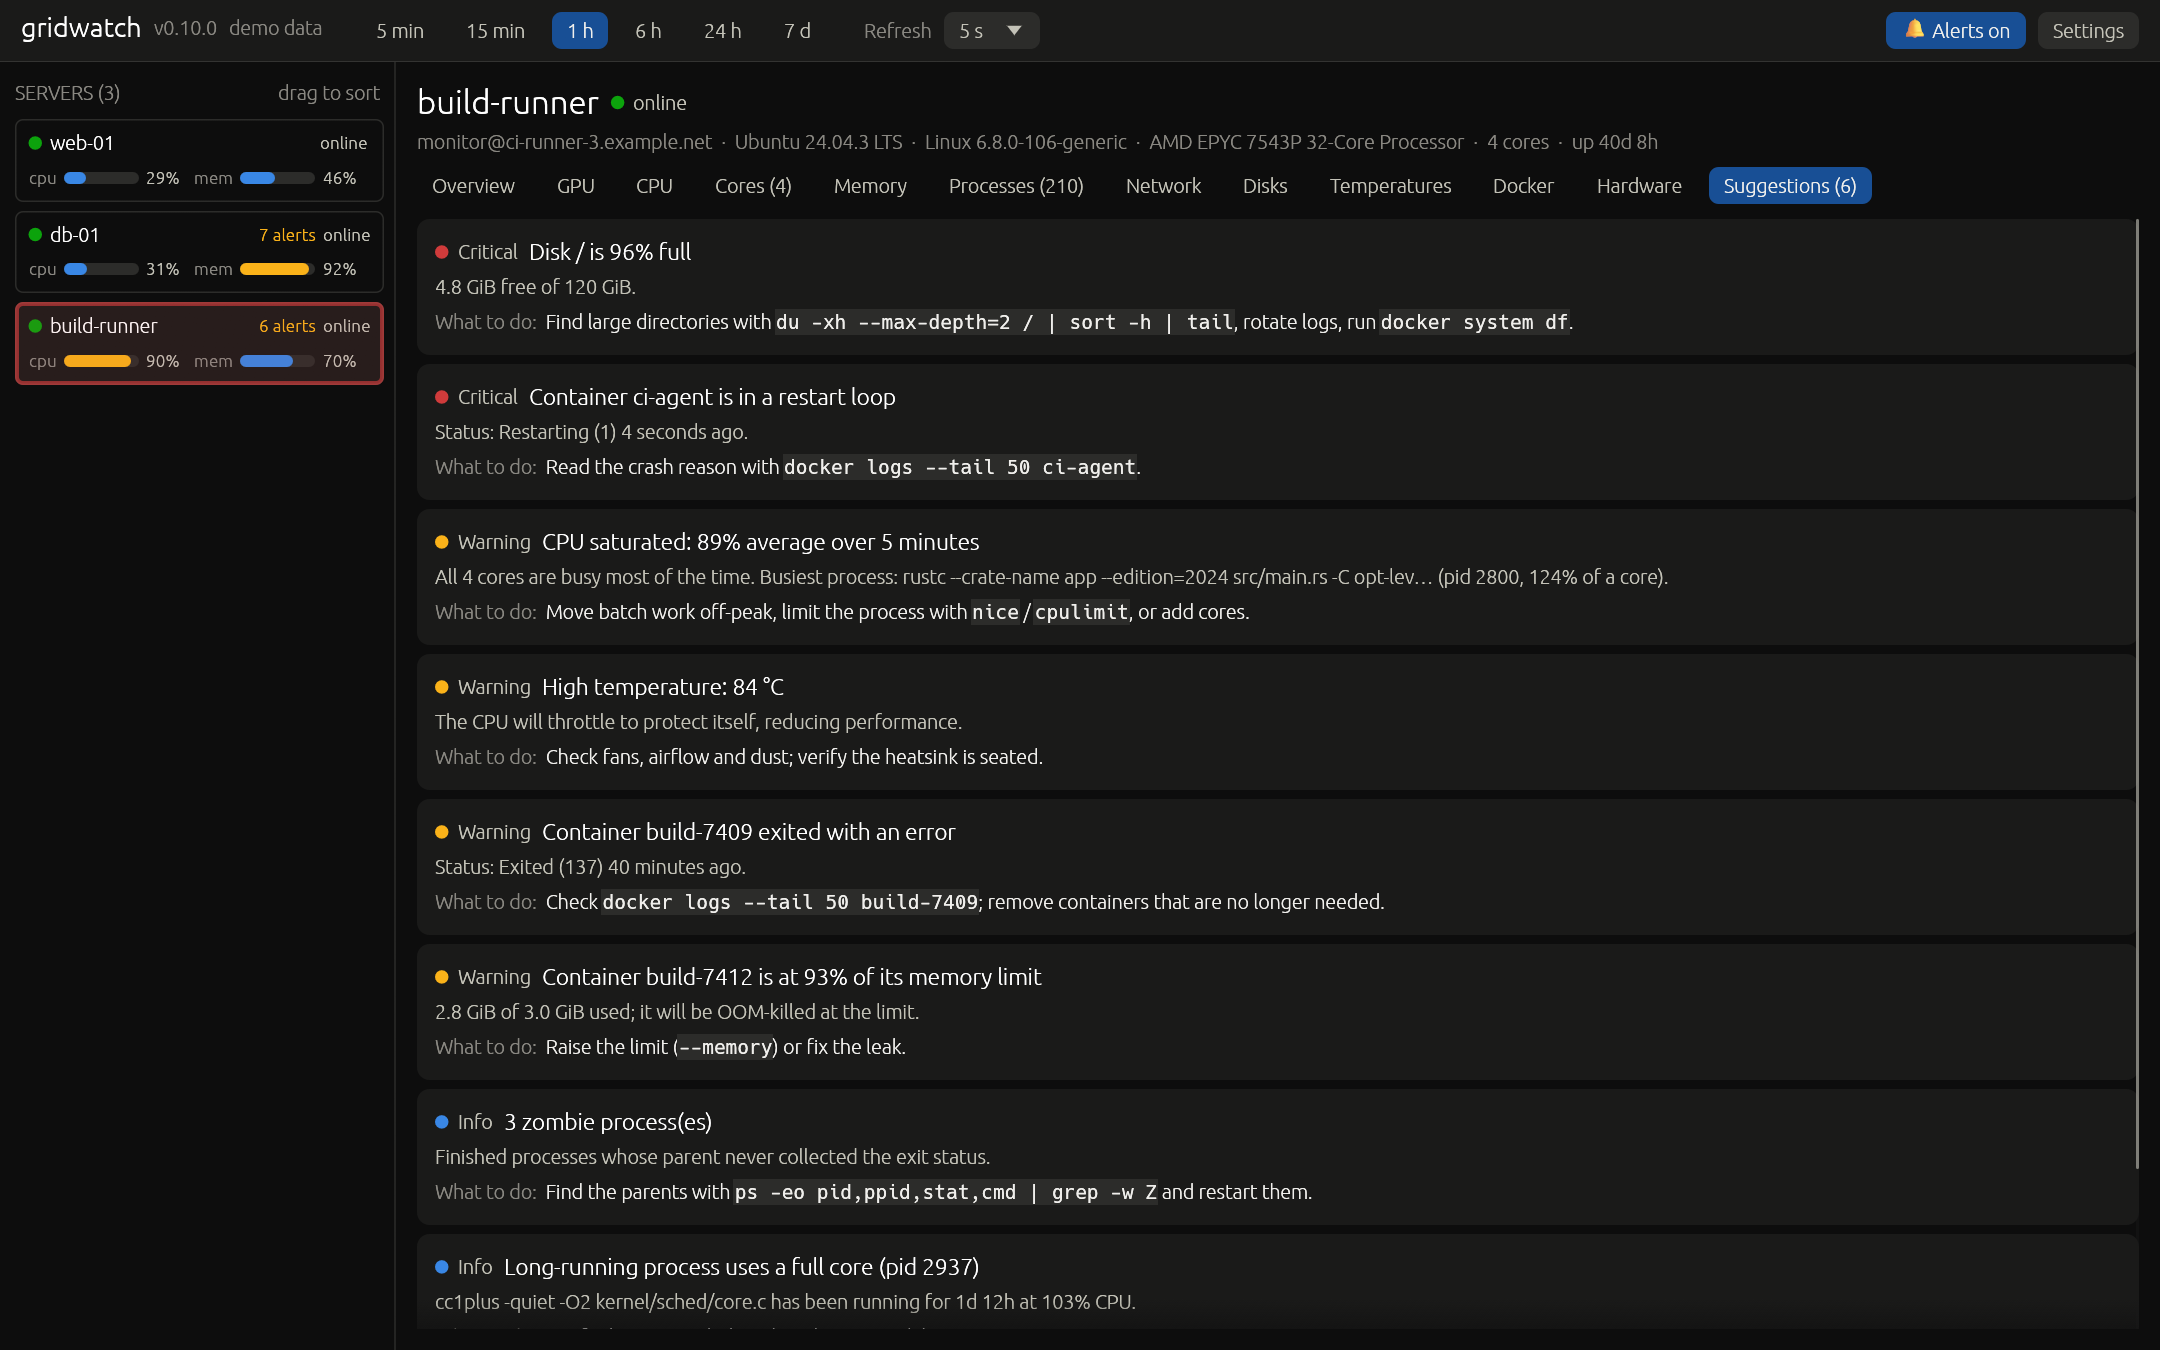 gridwatch v0.10.0 demo data 5 min 15 min 1 h 6 h 24 h 7 d Refresh 5 s Alerts on Settings
SERVERS (3) drag to sort
web-01 online
cpu 29% mem 46%
db-01 7 alerts online
cpu 31% mem 92%
build-runner 6 alerts online
cpu 90% mem 70%
build-runner online
monitor@ci-runner-3.example.net · Ubuntu 24.04.3 LTS · Linux 6.8.0-106-generic · AMD EPYC 7543P 32-Core Processor · 4 cores · up 40d 8h
Overview GPU CPU Cores (4) Memory Processes (210) Network Disks Temperatures Docker Hardware Suggestions (6)
Critical Disk / is 96% full
4.8 GiB free of 120 GiB.
What to do: Find large directories with du -xh --max-depth=2 / | sort -h | tail, rotate logs, run docker system df.
Critical Container ci-agent is in a restart loop
Status: Restarting (1) 4 seconds ago.
What to do: Read the crash reason with docker logs --tail 50 ci-agent.
Warning CPU saturated: 89% average over 5 minutes
All 4 cores are busy most of the time. Busiest process: rustc --crate-name app --edition=2024 src/main.rs -C opt-lev… (pid 2800, 124% of a core).
What to do: Move batch work off-peak, limit the process with nice / cpulimit, or add cores.
Warning High temperature: 84 °C
The CPU will throttle to protect itself, reducing performance.
What to do: Check fans, airflow and dust; verify the heatsink is seated.
Warning Container build-7409 exited with an error
Status: Exited (137) 40 minutes ago.
What to do: Check docker logs --tail 50 build-7409; remove containers that are no longer needed.
Warning Container build-7412 is at 93% of its memory limit
2.8 GiB of 3.0 GiB used; it will be OOM-killed at the limit.
What to do: Raise the limit (--memory) or fix the leak.
Info 3 zombie process(es)
Finished processes whose parent never collected the exit status.
What to do: Find the parents with ps -eo pid,ppid,stat,cmd | grep -w Z and restart them.
Info Long-running process uses a full core (pid 2937)
cc1plus -quiet -O2 kernel/sched/core.c has been running for 1d 12h at 103% CPU.